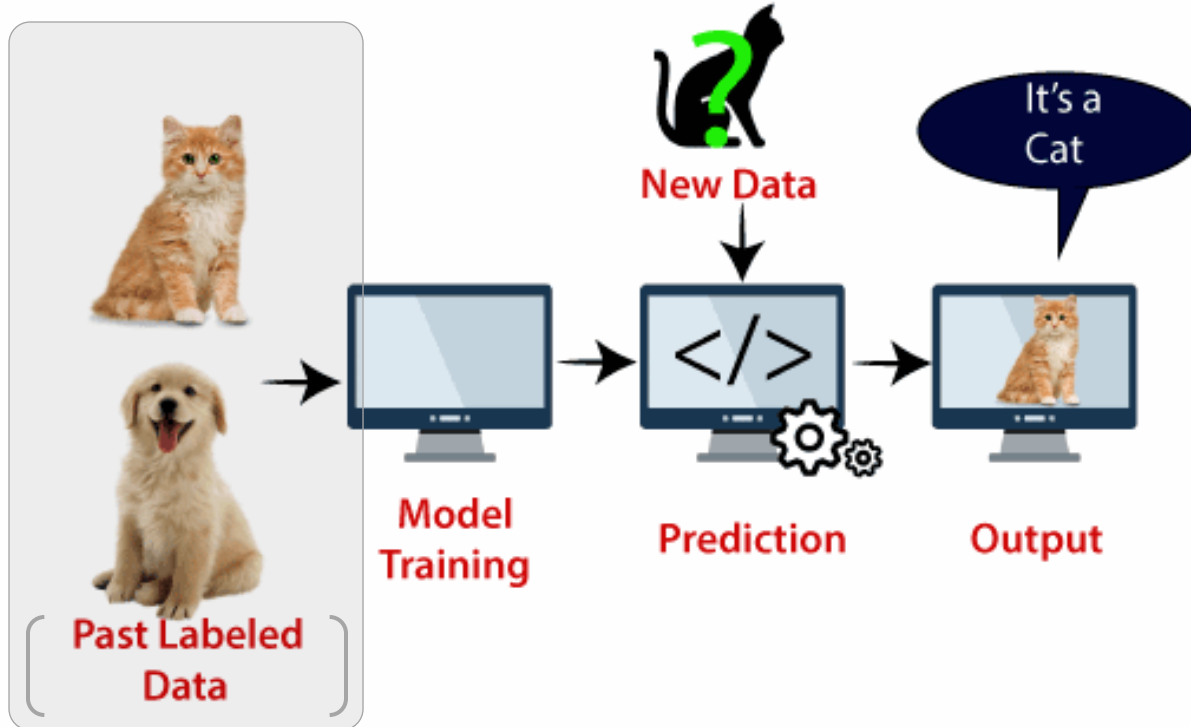 ?
New Data
It's a
Cat
</>
Model
Training
Prediction
Output
Past Labeled
Data